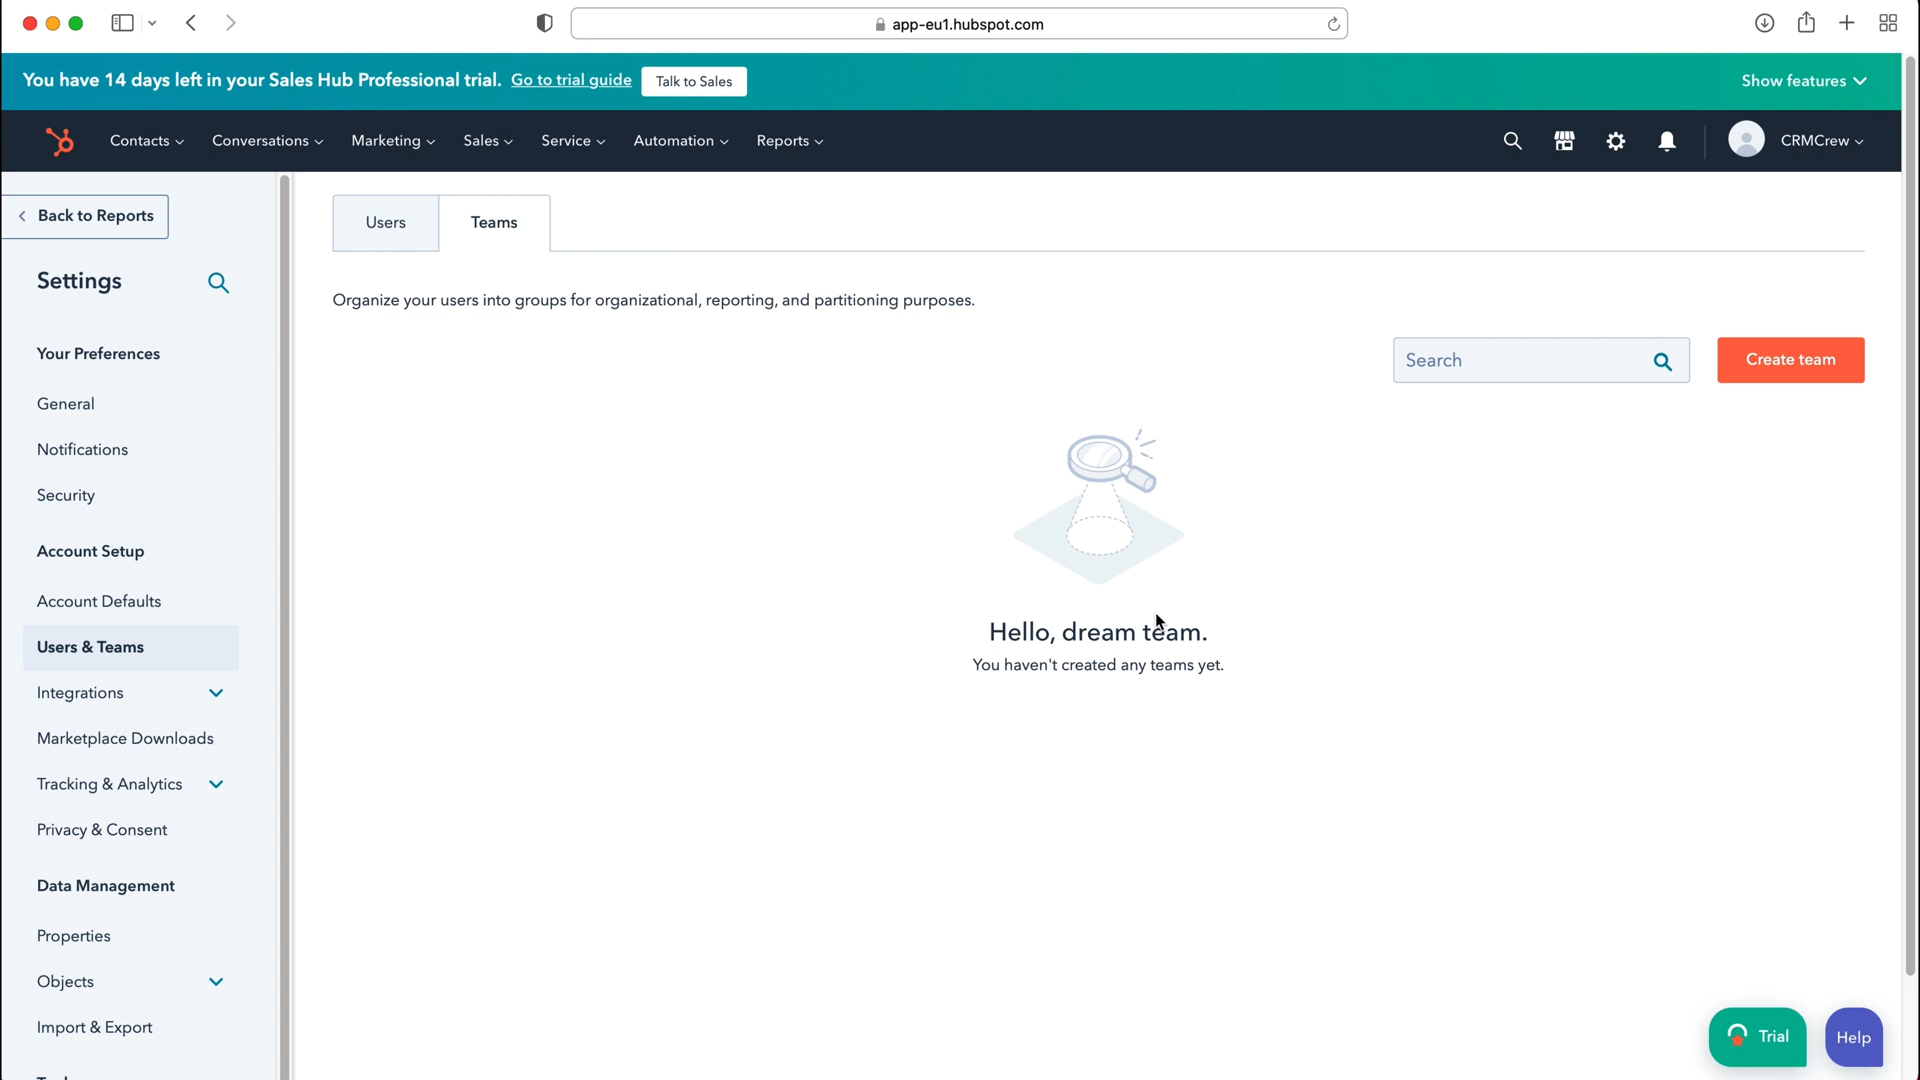 app-eu1.hubspot.com
You have 14 days left in your Sales Hub Professional trial. Go to trial guide Talk to Sales Show features
Contacts Conversations Marketing Sales Service Automation Reports CRMCrew
Back to Reports
Users Teams
Settings
Organize your users into groups for organizational, reporting, and partitioning purposes.
Search Create team
Your Preferences
General
Notifications
Security
Account Setup
Account Defaults
Users & Teams
Integrations
Marketplace Downloads
Tracking & Analytics
Privacy & Consent
Data Management
Properties
Objects
Import & Export
Hello, dream team.
You haven't created any teams yet.
Trial Help